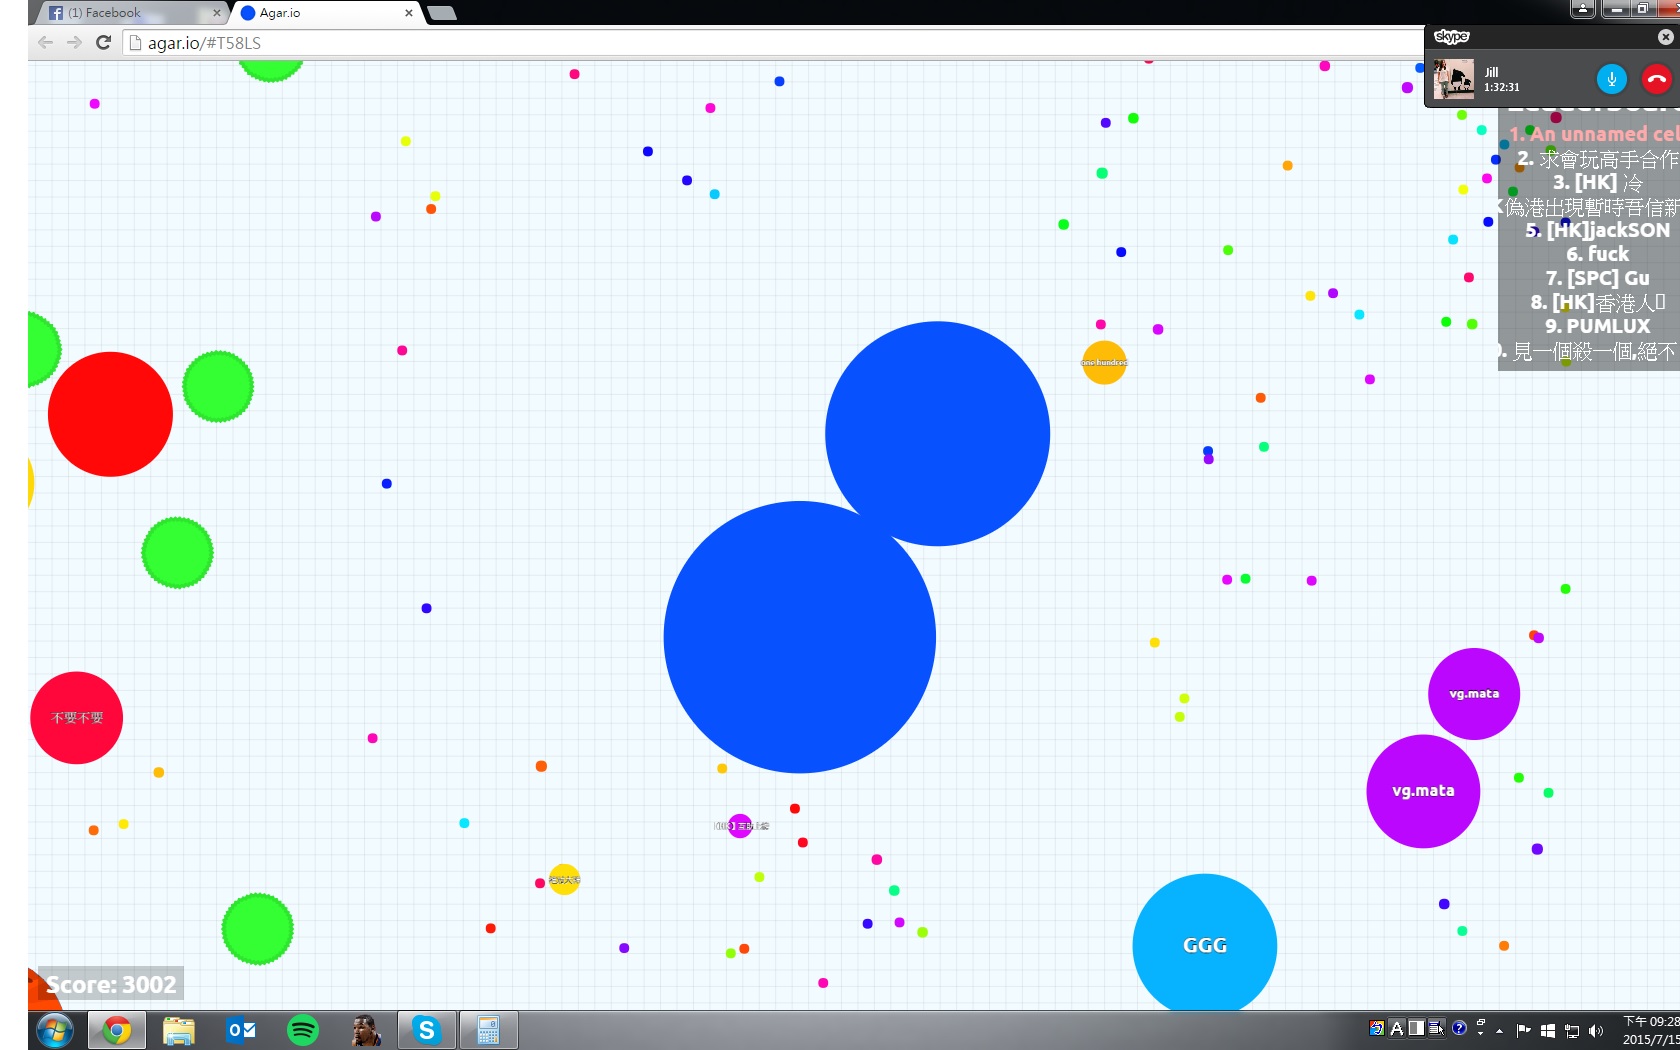 (1) Facebook
Agar.io
agar.io/#T58LS
skype
Jill
1:32:31
1. An unnamed cel
2. 求會玩高手合作
3. [HK] 冷
偽港出現暫時吾信新
5. [HK]jackSON
6. fuck
7. [SPC] Gu
8. [HK]香港人
9. PUMLUX
. 見一個殺一個,絕不
one hundred
vg.mata
不要不要
vg.mata
GGG
Score: 3002
下午 09:28
2015/7/15